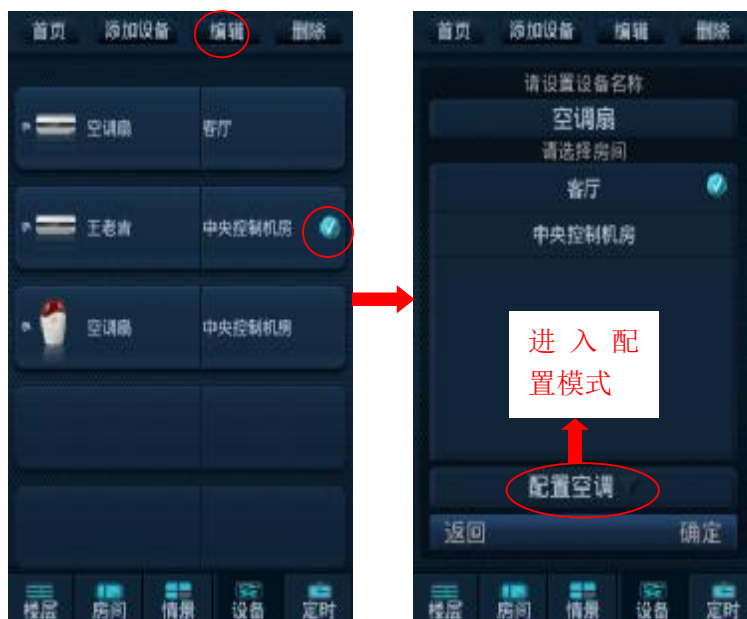 首页 添加设备 编辑 删除
空调扇 客厅
王老吉 中央控制机房
空调扇 中央控制机房
楼层 房间 情景 设备 定时
首页 添加设备 编辑 删除
请设置设备名称
空调扇
请选择房间
客厅
中央控制机房
进入配
置模式
配置空调
返回 确定
楼层 房间 情景 设备 定时